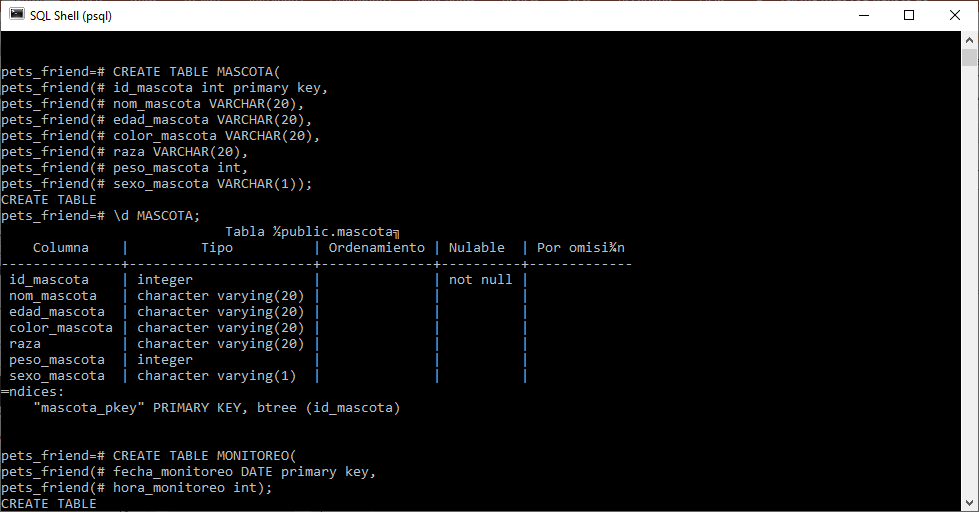 SQL Shell (psql)
pets_friend=# CREATE TABLE MASCOTA(
pets_friend(# id_mascota int primary key,
pets_friend(# nom_mascota VARCHAR(20),
pets_friend(# edad_mascota VARCHAR(20),
pets_friend(# color_mascota VARCHAR(20),
pets_friend(# raza VARCHAR(20),
pets_friend(# peso_mascota int,
pets_friend(# sexo_mascota VARCHAR(1));
CREATE TABLE
pets_friend=# \d MASCOTA;
                            Tabla ½public.mascota╗
    Columna    |         Tipo          | Ordenamiento | Nulable  | Por omisi¾n
---------------+-----------------------+--------------+----------+-------------
 id_mascota    | integer               |              | not null |
 nom_mascota   | character varying(20) |              |          |
 edad_mascota  | character varying(20) |              |          |
 color_mascota | character varying(20) |              |          |
 raza          | character varying(20) |              |          |
 peso_mascota  | integer               |              |          |
 sexo_mascota  | character varying(1)  |              |          |
═ndices:
    "mascota_pkey" PRIMARY KEY, btree (id_mascota)
pets_friend=# CREATE TABLE MONITOREO(
pets_friend(# fecha_monitoreo DATE primary key,
pets_friend(# hora_monitoreo int);
CREATE TABLE